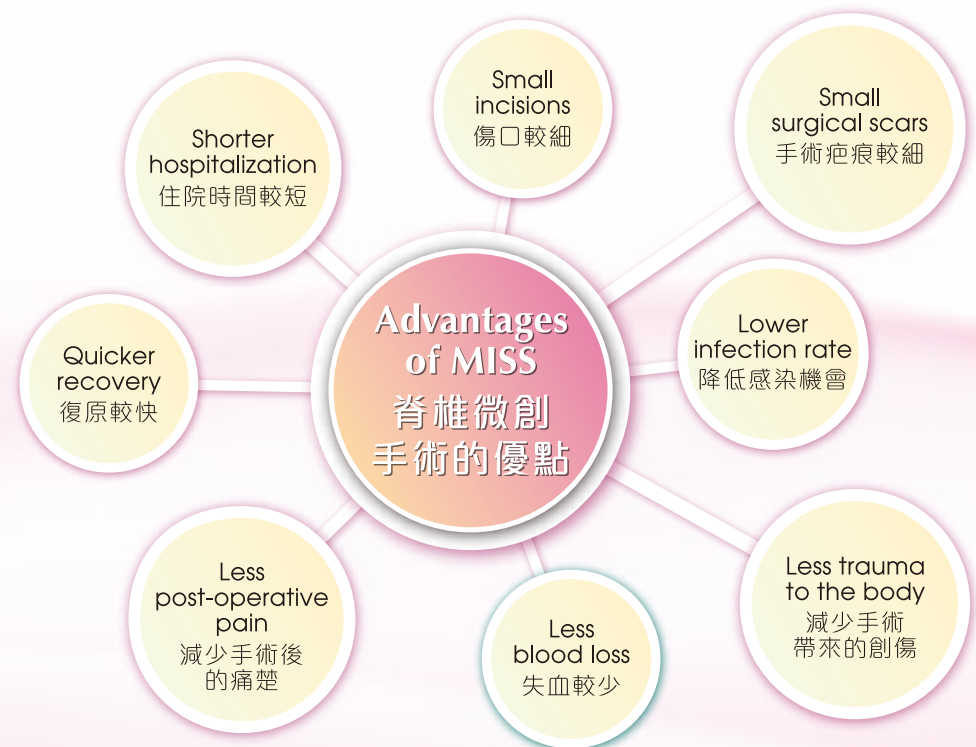 Advantages
of MISS
脊椎微創
手術的優點
Small
incisions
傷口較細
Small
surgical scars
手術疤痕較細
Lower
infection rate
降低感染機會
Less trauma
to the body
減少手術
帶來的創傷
Less
blood loss
失血較少
Less
post-operative
pain
減少手術後
的痛楚
Quicker
recovery
復原較快
Shorter
hospitalization
住院時間較短